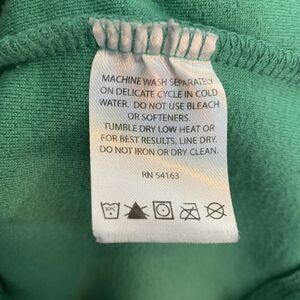 MACHINE WASH SEPARATELY
ON DELICATE CYCLE IN COLD
WATER. DO NOT USE BLEACH
OR SOFTENERS.
TUMBLE DRY LOW HEAT OR
FOR BEST RESULTS, LINE DRY.
DO NOT IRON OR DRY CLEAN.
RN 54163